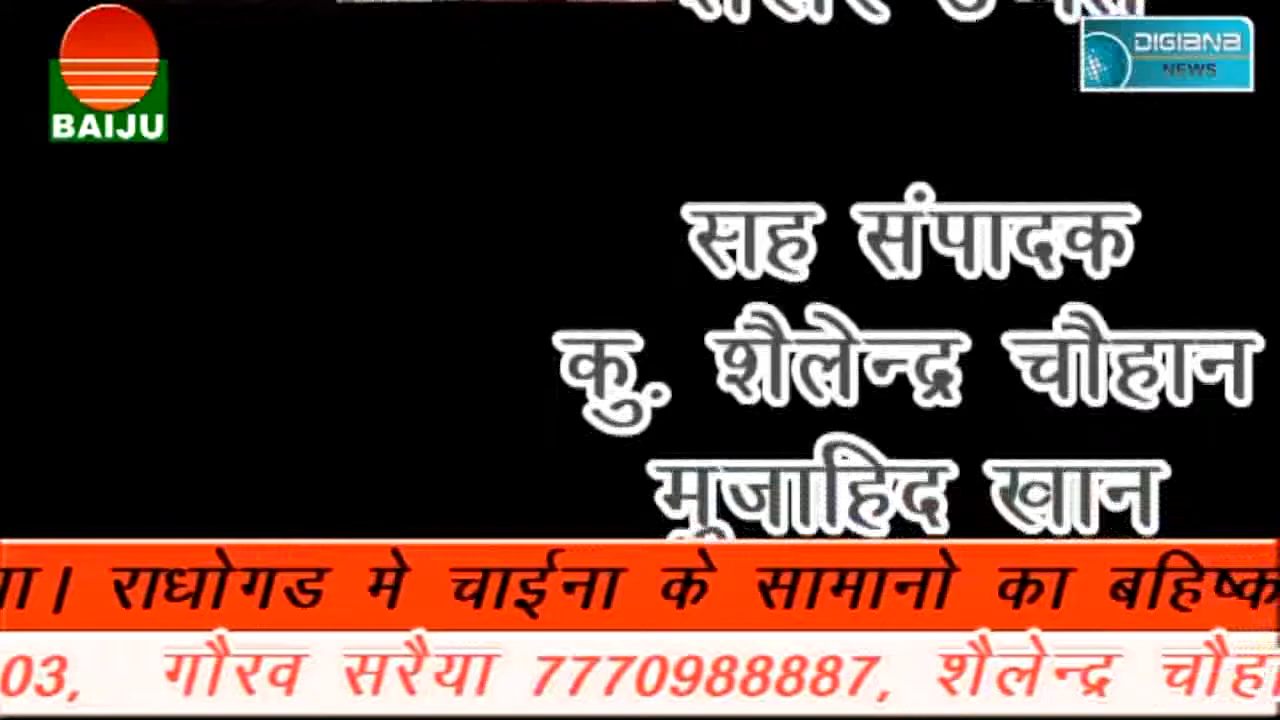 DIGIANA
NEWS
BAIJU
सह संपादक
कु. शैलेन्द्र चौहान
मुजाहिद खान
राधोगड मे चाईना के सामानो का
03, गौरव सरैया 7770988887, शैलेन्द्र